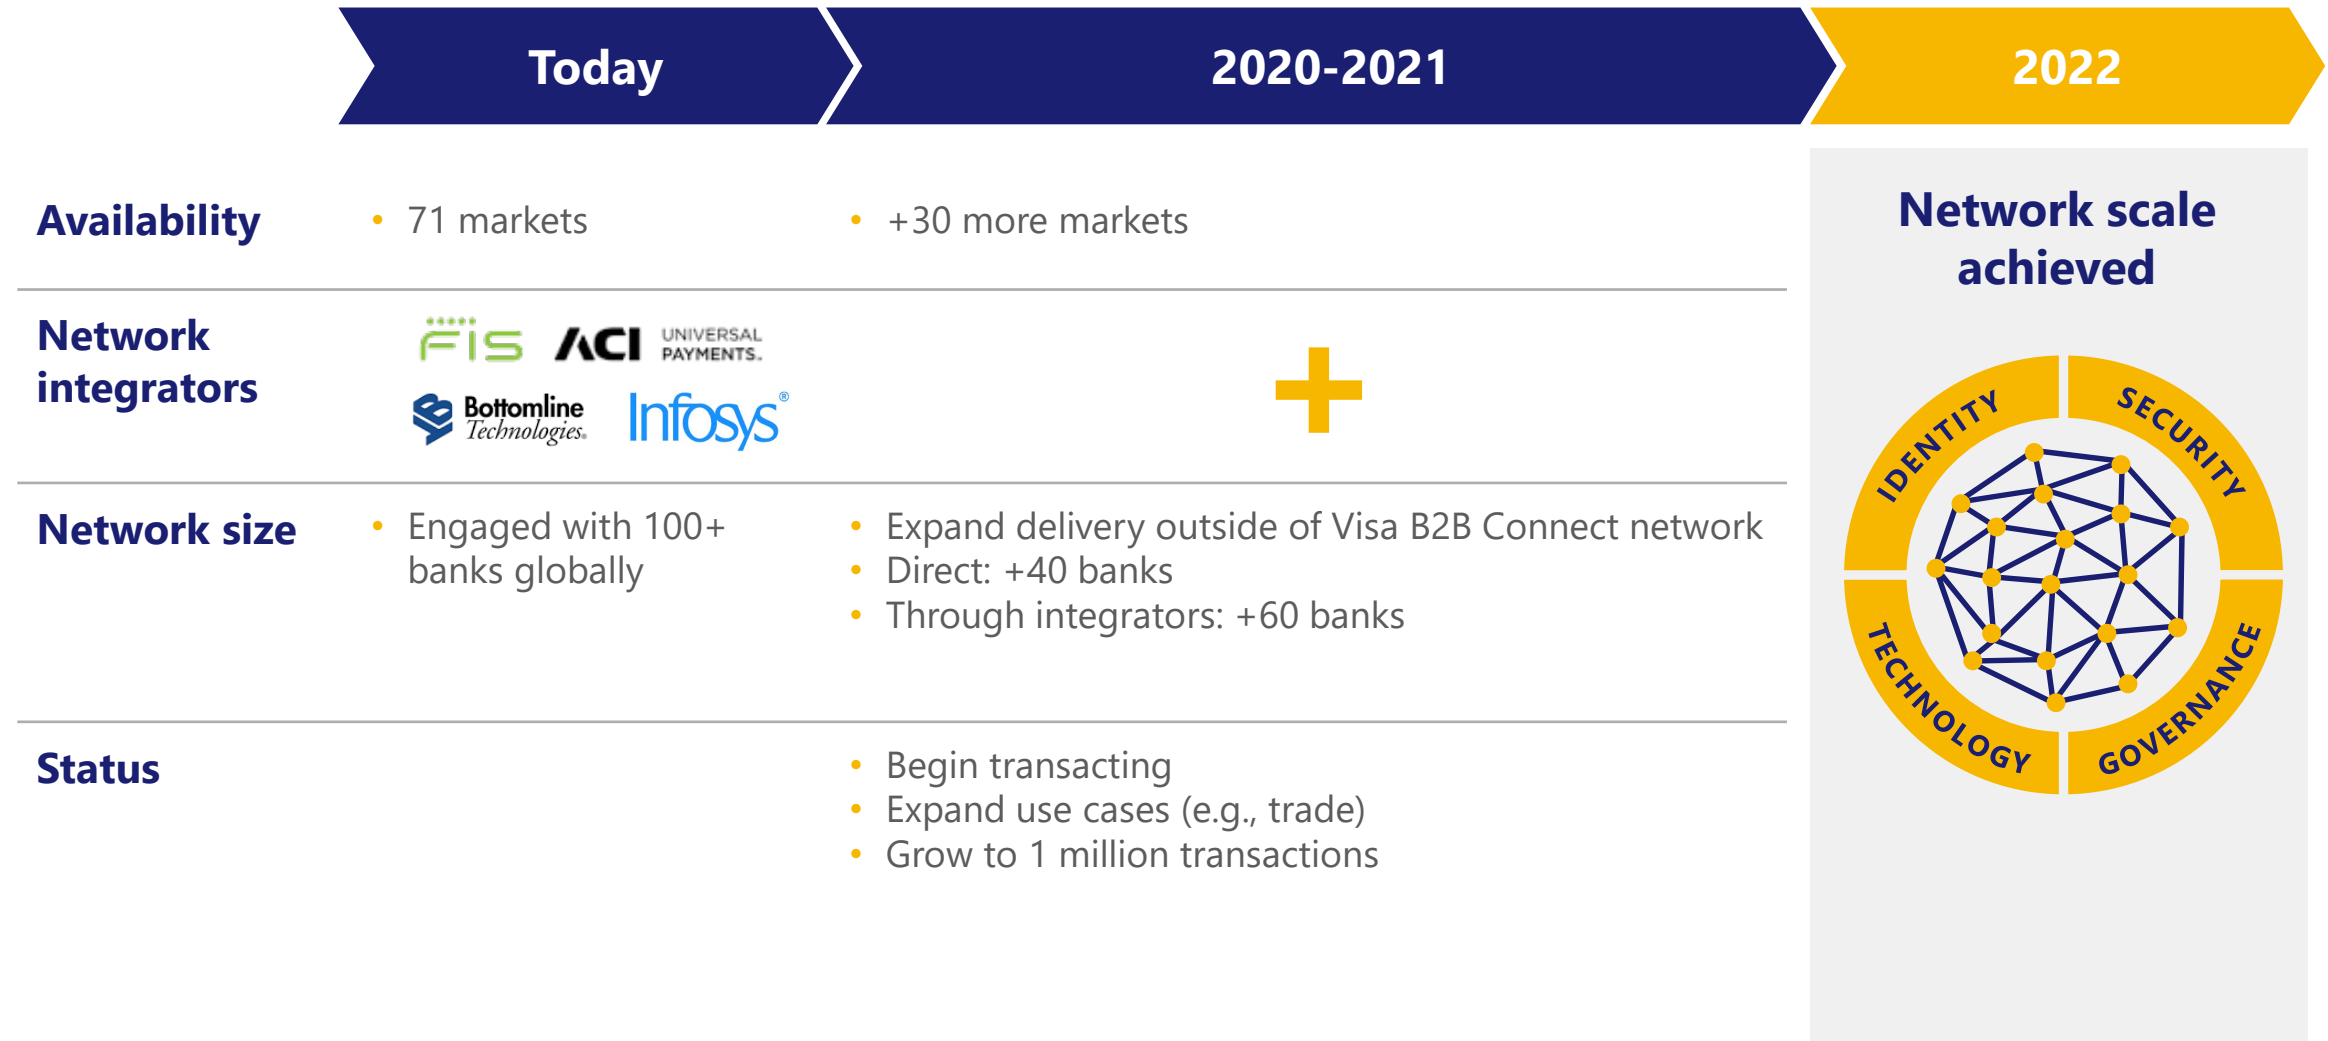 Today
2020-2021
2022
Availability
• 71 markets
• +30 more markets
Network scale
achieved
Network
integrators
FIS
ACI UNIVERSAL
PAYMENTS™
Bottomline
Technologies®
Infosys®
+
Network size
• Engaged with 100+
banks globally
• Expand delivery outside of Visa B2B Connect network
• Direct: +40 banks
• Through integrators: +60 banks
IDENTITY
SECURITY
TECHNOLOGY
GOVERNANCE
Status
• Begin transacting
• Expand use cases (e.g., trade)
• Grow to 1 million transactions